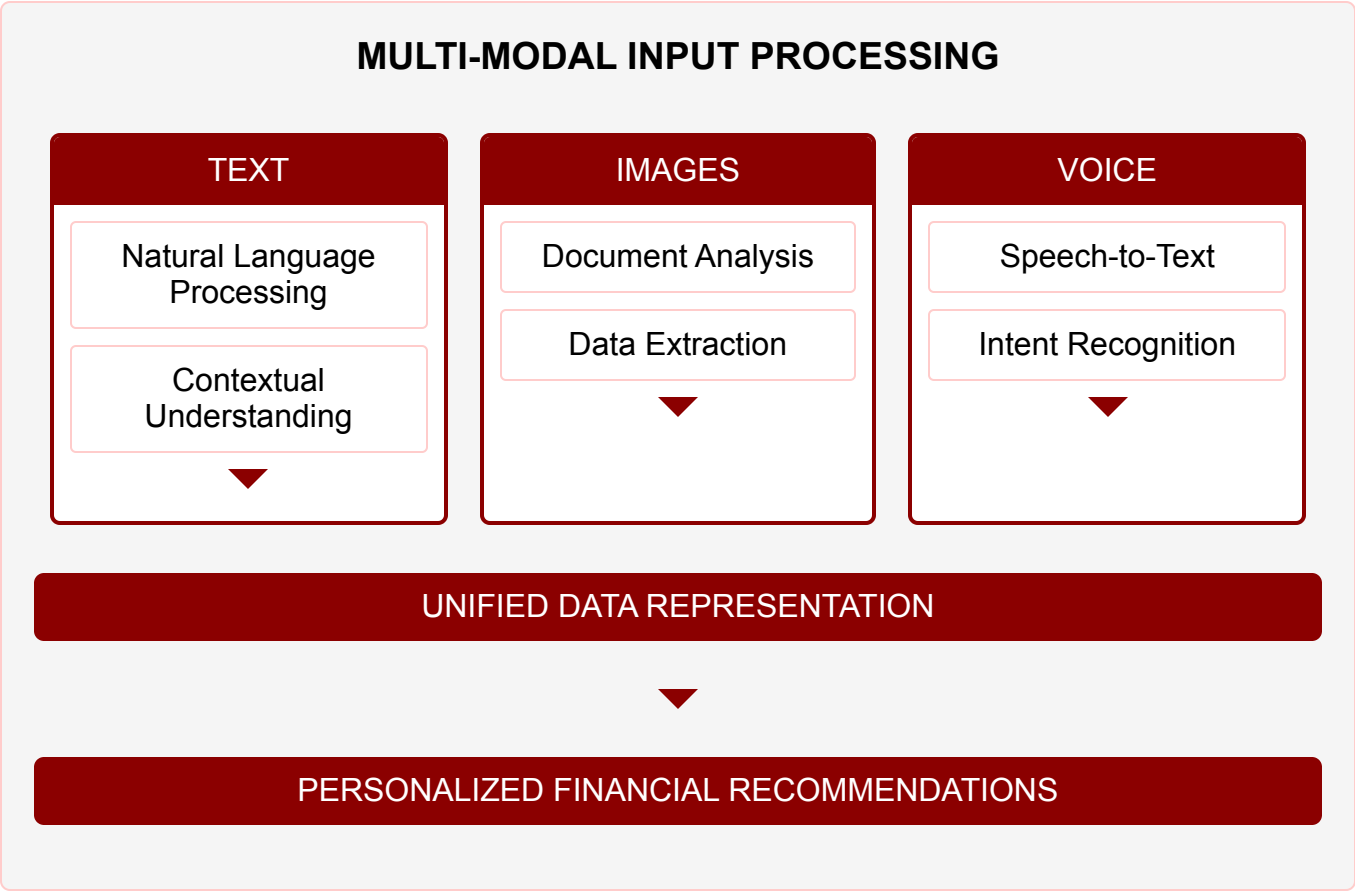 MULTI-MODAL INPUT PROCESSING
TEXT
Natural Language
Processing
Contextual
Understanding
IMAGES
Document Analysis
Data Extraction
VOICE
Speech-to-Text
Intent Recognition
UNIFIED DATA REPRESENTATION
PERSONALIZED FINANCIAL RECOMMENDATIONS